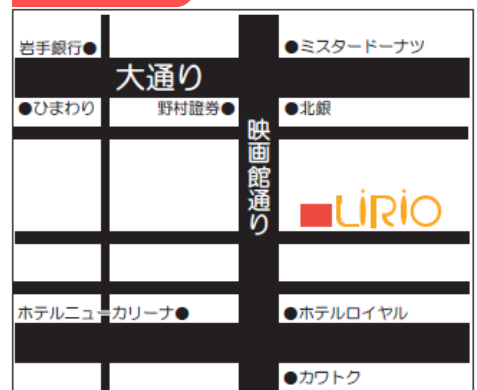 岩手銀行●
●ミスタードーナツ
大通り
●ひまわり
野村證券●
●北銀
映画館通り
LiRiO
ホテルニューカリーナ●
●ホテルロイヤル
●カワトク